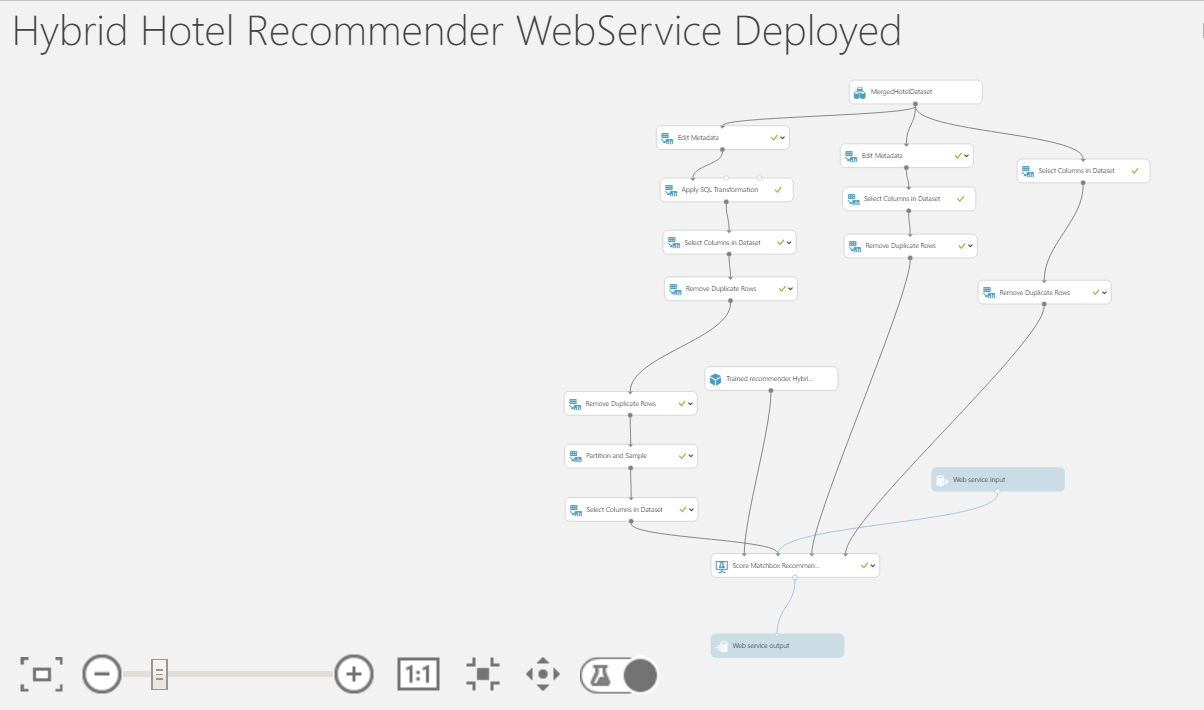 Hybrid Hotel Recommender WebService Deployed
MergedHotelDataset
Edit Metadata
Edit Metadata
Select Columns in Dataset
Apply SQL Transformation
Select Columns in Dataset
Select Columns in Dataset
Remove Duplicate Rows
Remove Duplicate Rows
Remove Duplicate Rows
Trained recommender Hybri...
Remove Duplicate Rows
Partition and Sample
Web service input
Select Columns in Dataset
Score Matchbox Recommen...
Web service output
1:1